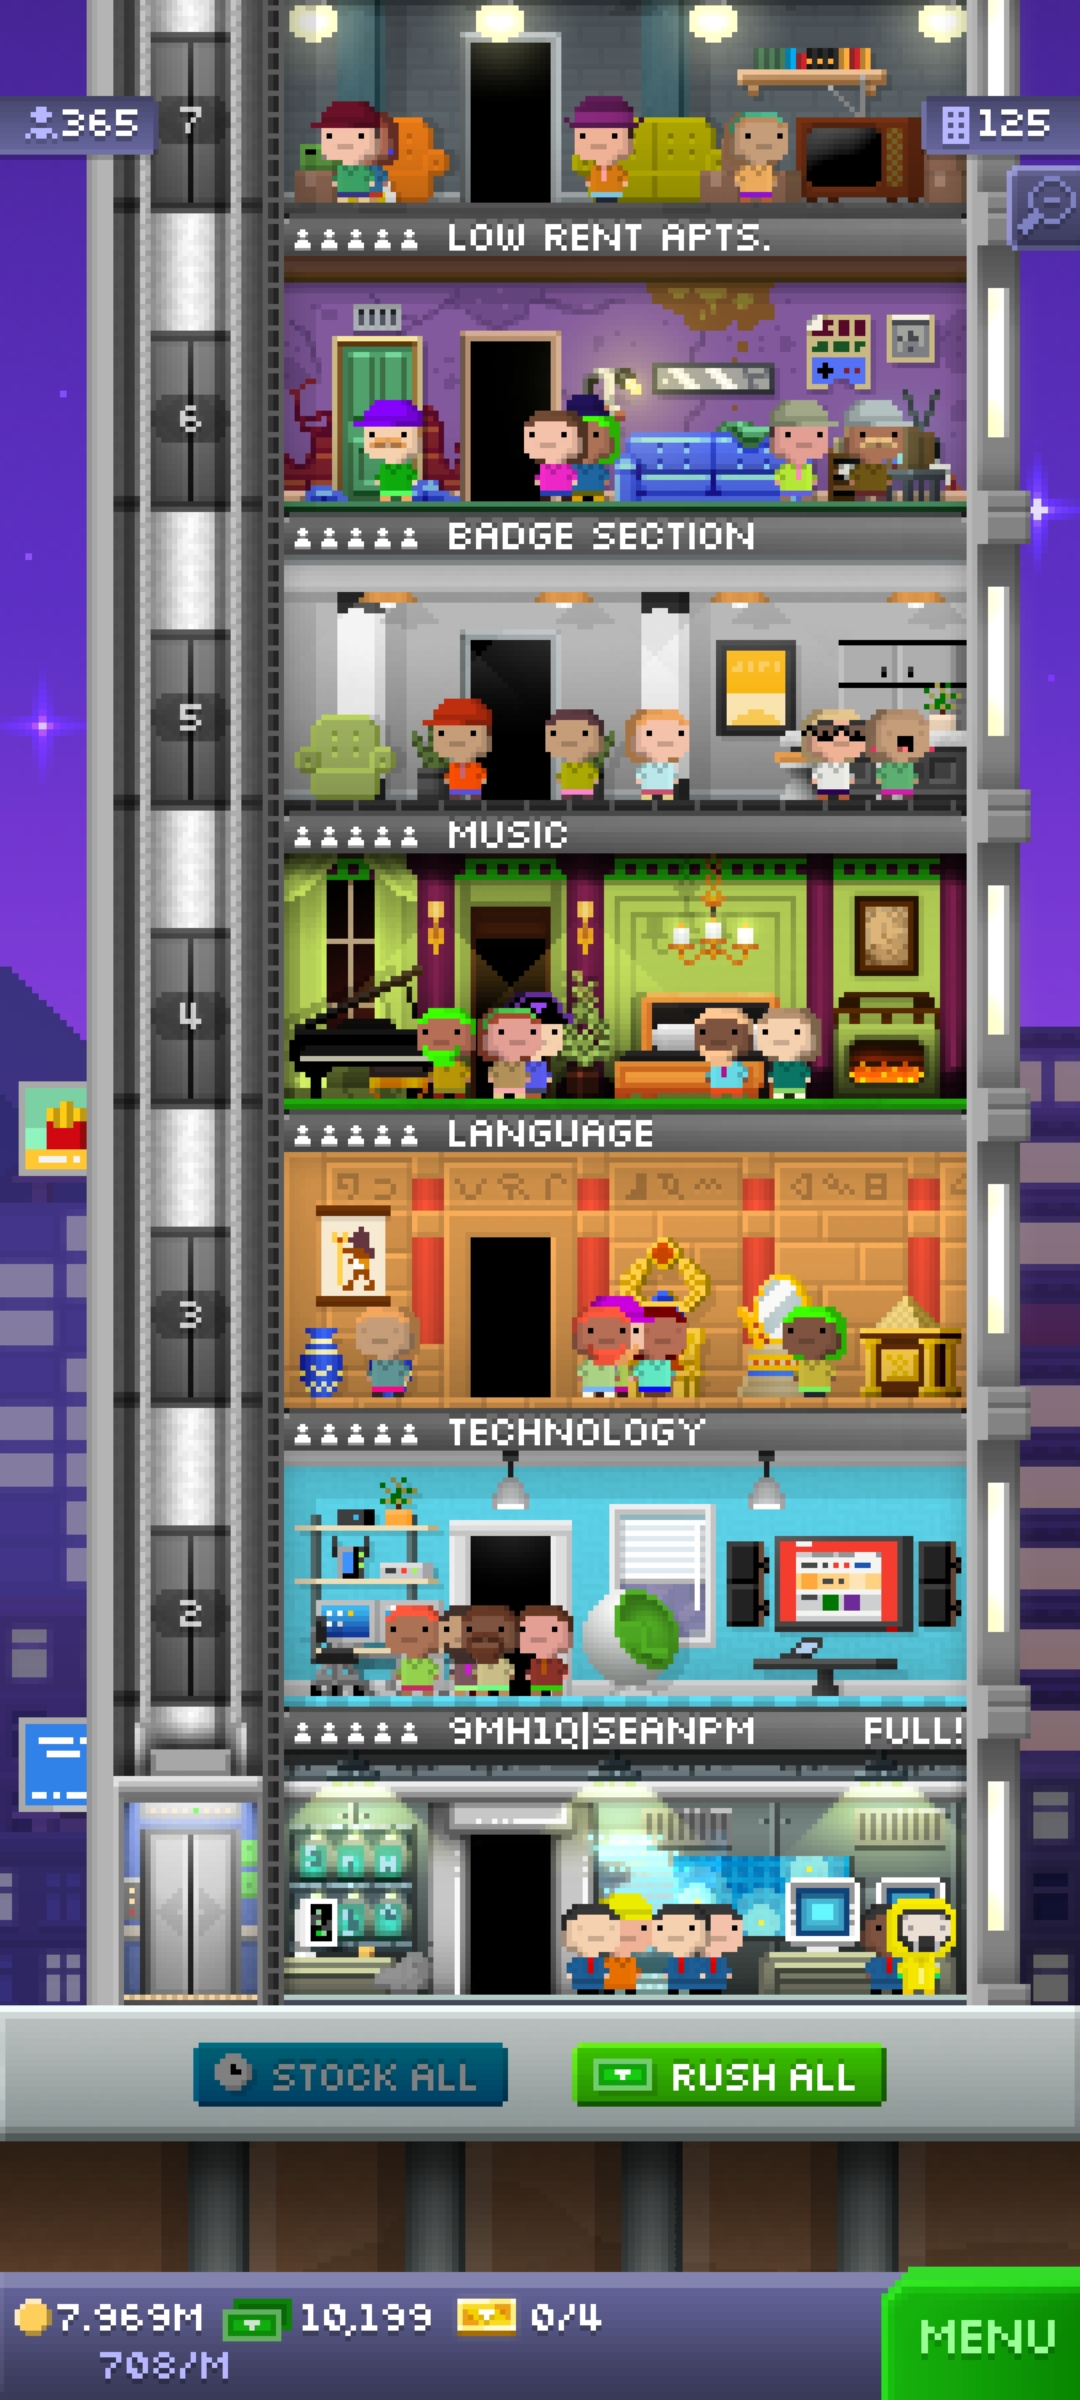 365
7
125
LOW RENT APTS.
6
BADGE SECTION
5
MUSIC
4
LANGUAGE
3
TECHNOLOGY
2
9MH1Q|SEANPM FULL!
STOCK ALL
RUSH ALL
7.969M 10,199 0/4
708/M
MENU